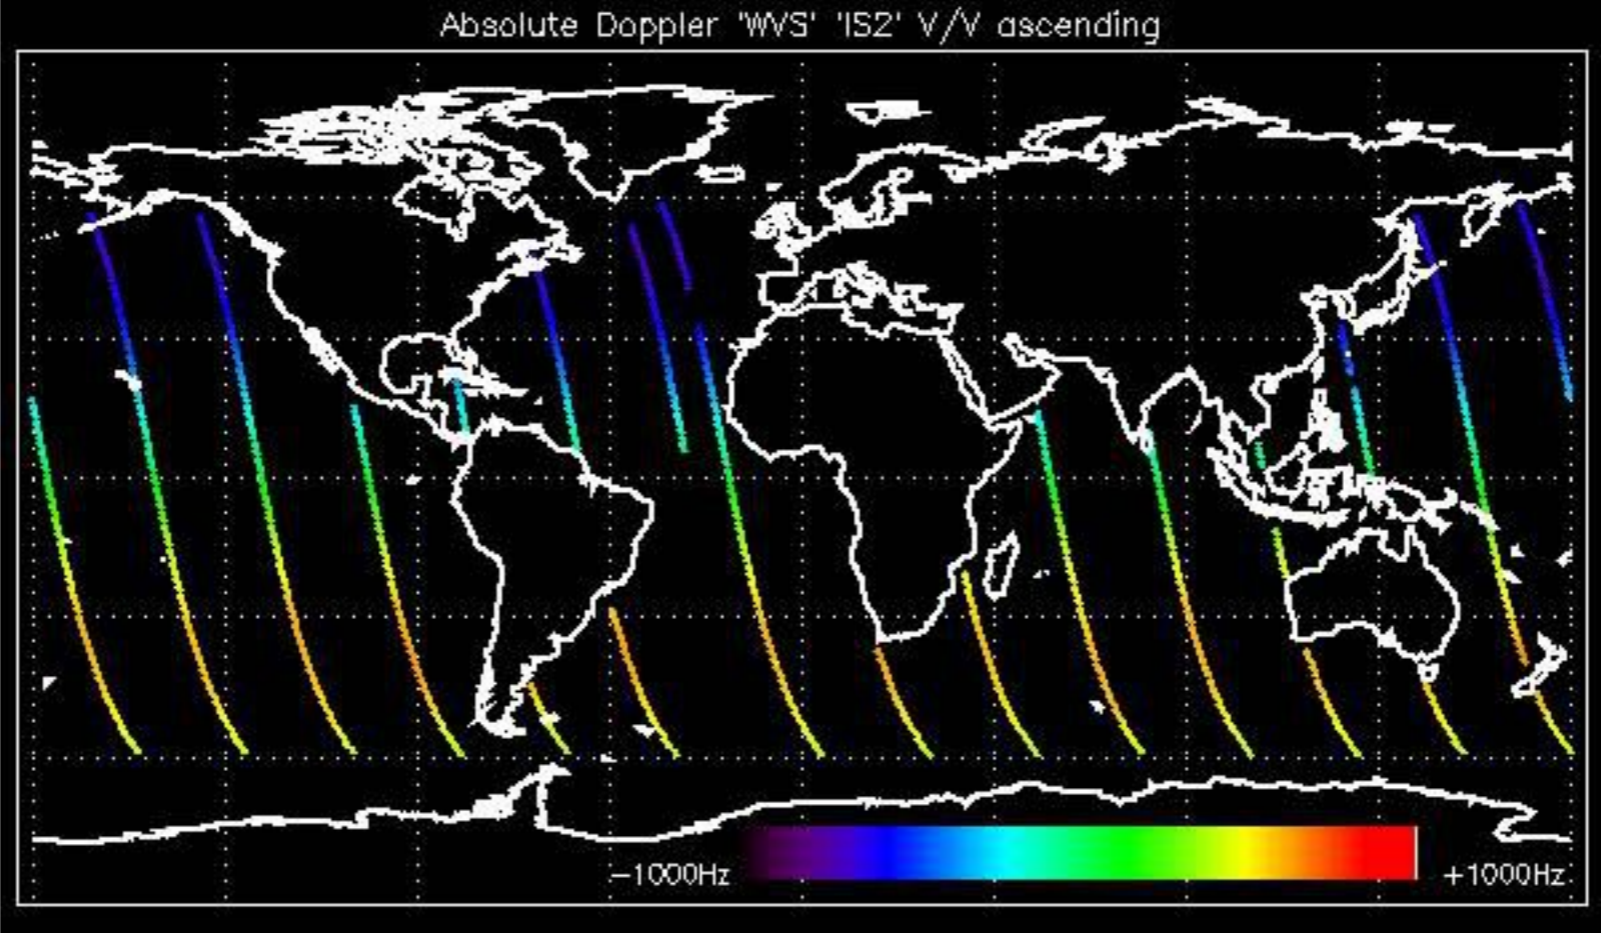 Absolute Doppler 'WVS' 'IS2' V/V ascending
-1000Hz
+1000Hz